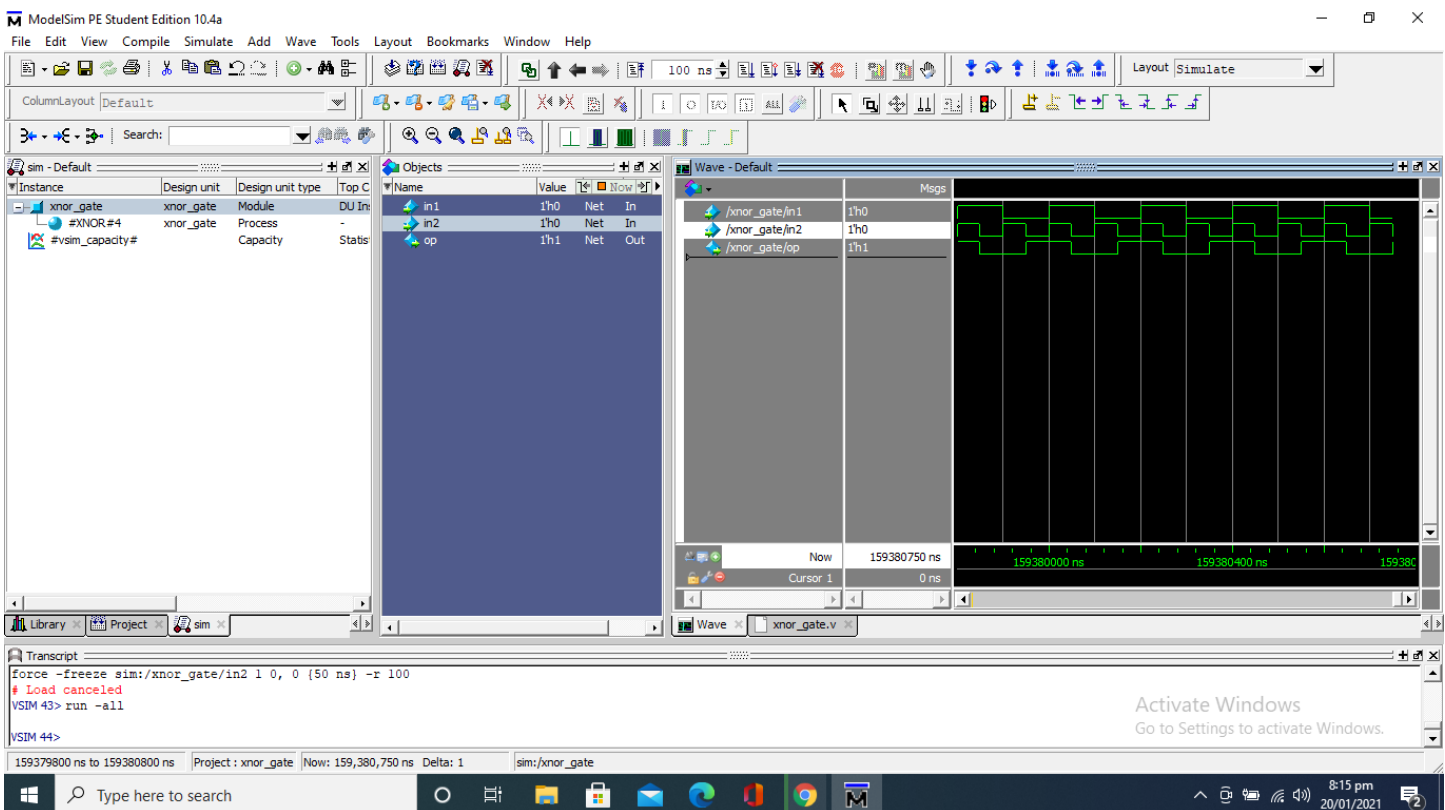 ModelSim PE Student Edition 10.4a
File Edit View Compile Simulate Add Wave Tools Layout Bookmarks Window Help
100 ns
Layout Simulate
ColumnLayout Default
Search:
sim - Default
Instance Design unit Design unit type Top C
xnor_gate xnor_gate Module DU In
#XNOR#4 xnor_gate Process -
#vsim_capacity# Capacity Statis
Objects
Name Value Now
in1 1'h0 Net In
in2 1'h0 Net In
op 1'h1 Net Out
Wave - Default
Msgs
/xnor_gate/in1 1'h0
/xnor_gate/in2 1'h0
/xnor_gate/op 1'h1
Now 159380750 ns
Cursor 1 0 ns
159380000 ns 159380400 ns 159380
Library Project sim
Wave xnor_gate.v
Transcript
force -freeze sim:/xnor_gate/in2 1 0, 0 {50 ns} -r 100
# Load canceled
VSIM 43> run -all
VSIM 44>
Activate Windows
Go to Settings to activate Windows.
159379800 ns to 159380800 ns Project : xnor_gate Now: 159,380,750 ns Delta: 1 sim:/xnor_gate
Type here to search
8:15 pm
20/01/2021
2